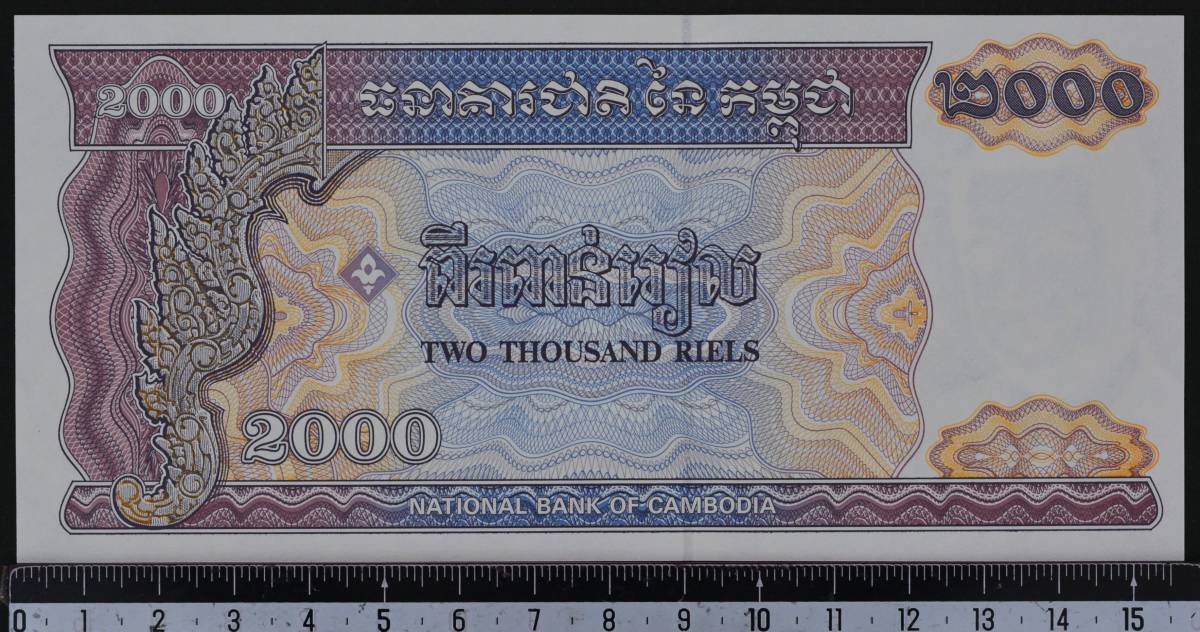 2000
ធនាគារជាតិ នៃ កម្ពុជា
២០០០
ពីរពាន់រៀល
TWO THOUSAND RIELS
2000
NATIONAL BANK OF CAMBODIA
0 1 2 3 4 5 6 7 8 9 10 11 12 13 14 15